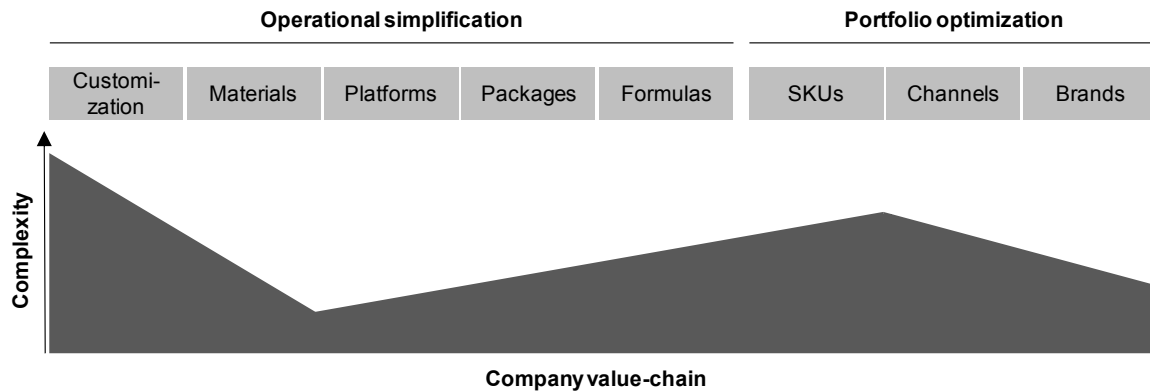 Operational simplification
Portfolio optimization
Customi-
zation
Materials
Platforms
Packages
Formulas
SKUs
Channels
Brands
Complexity
Company value-chain